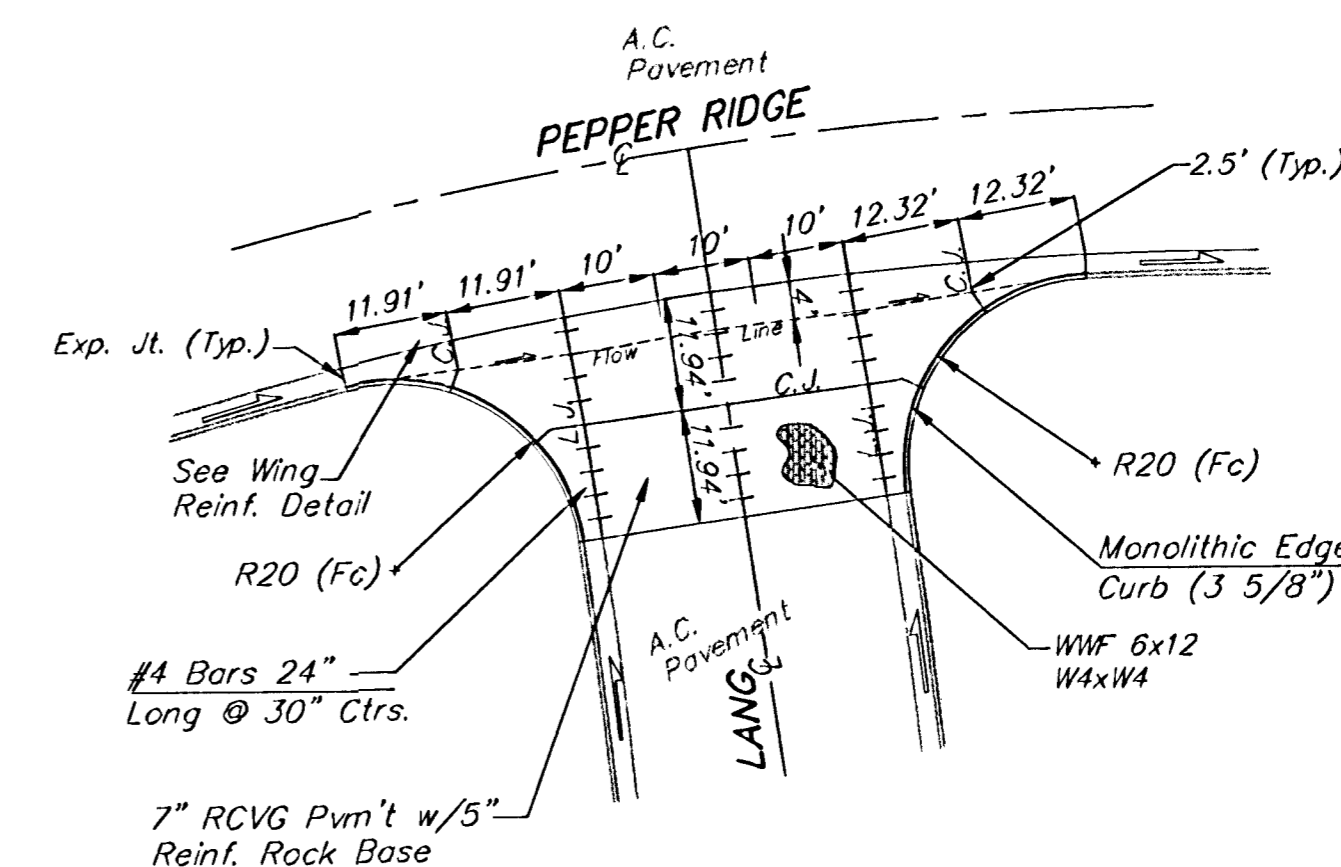 A.C.
Pavement
PEPPER RIDGE
℄
2.5' (Typ.)
11.91'
11.91'
10'
10'
10'
12.32'
12.32'
Exp. Jt. (Typ.)
C.J.
C.J.
4'
Flow Line
11.94'
11.94'
C.J.
See Wing
Reinf. Detail
R20 (Fc)
R20 (Fc)
Monolithic Edge
Curb (3 5/8")
#4 Bars 24"
Long @ 30" Ctrs.
A.C.
Pavement
LANG
℄
WWF 6x12
W4xW4
7" RCVG Pvm't w/5"
Reinf. Rock Base